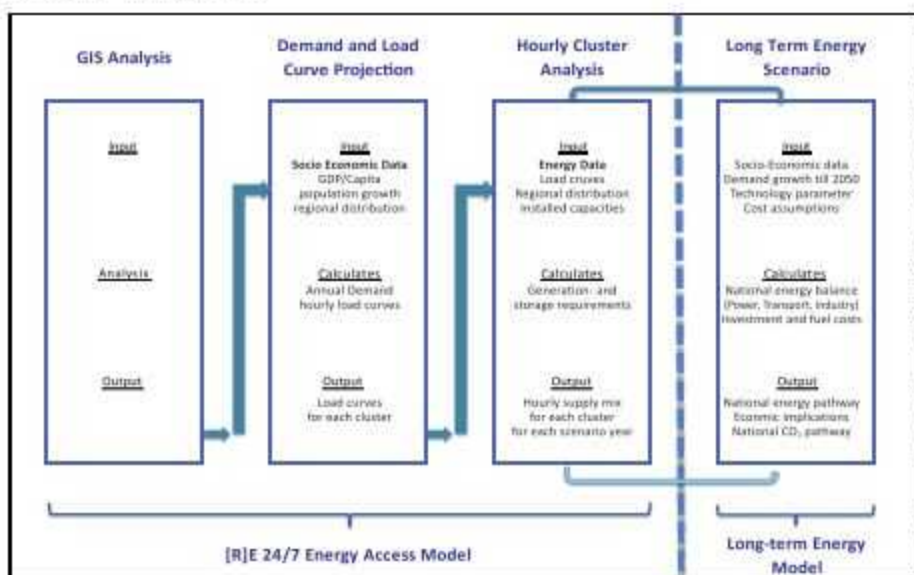 GIS Analysis
Input
Analysis
Output
Demand and Load
Curve Projection
Input
Socio Economic Data
GDP/Capita
population growth
regional distribution
Calculates
Annual Demand
hourly load curves
Output
Load curves
for each cluster
Hourly Cluster
Analysis
Input
Energy Data
Load cruves
Regional distribution
Installed capacities
Calculates
Generation- and
storage requirements
Output
Hourly supply mix
for each cluster
for each scenario year
Long Term Energy
Scenario
Input
Socio-Economic data
Demand growth till 2050
Technology parameter
Cost assumptions
Calculates
National energy balance
(Power, Transport, Industry)
Investment and fuel costs
Output
National energy pathway
Econmic Implications
National CO₂ pathway
[R]E 24/7 Energy Access Model
Long-term Energy
Model